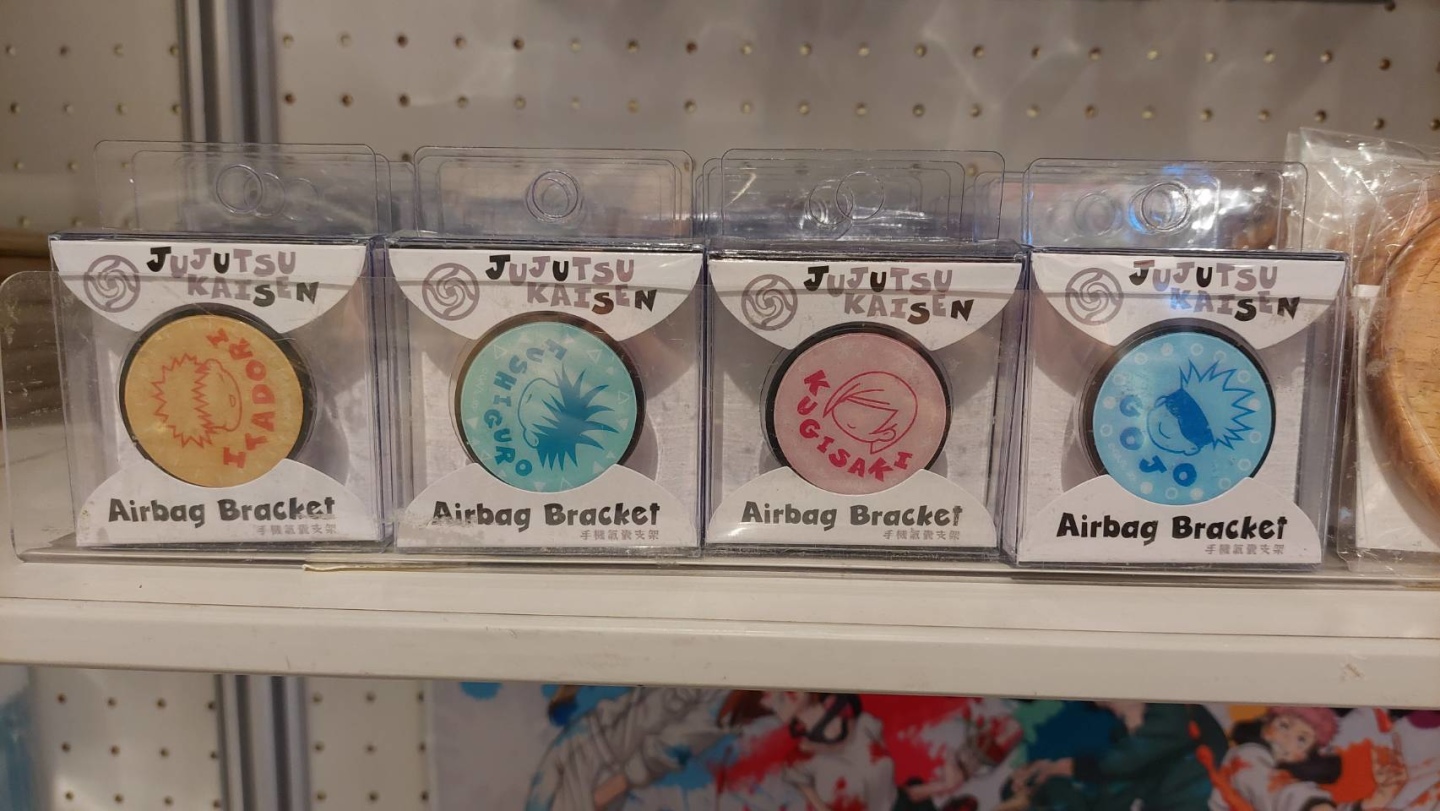 JUJUTSU
KAISEN
ITADORI
Airbag Bracket
手機氣囊支架
JUJUTSU
KAISEN
FUSHIGURO
Airbag Bracket
手機氣囊支架
JUJUTSU
KAISEN
KUGISAKI
Airbag Bracket
手機氣囊支架
JUJUTSU
KAISEN
GOJO
Airbag Bracket
手機氣囊支架